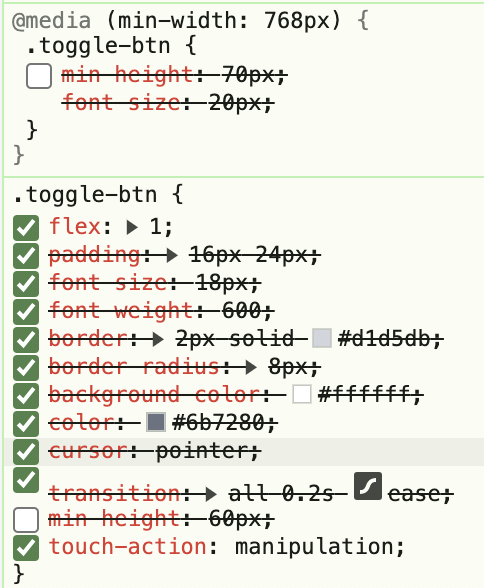 @media (min-width: 768px) {
.toggle-btn {
min-height: 70px;
font-size: 20px;
}
}
.toggle-btn {
flex: 1;
padding: 16px 24px;
font-size: 18px;
font-weight: 600;
border: 2px solid #d1d5db;
border-radius: 8px;
background-color: #ffffff;
color: #6b7280;
cursor: pointer;
transition: all 0.2s ease;
min-height: 60px;
touch-action: manipulation;
}